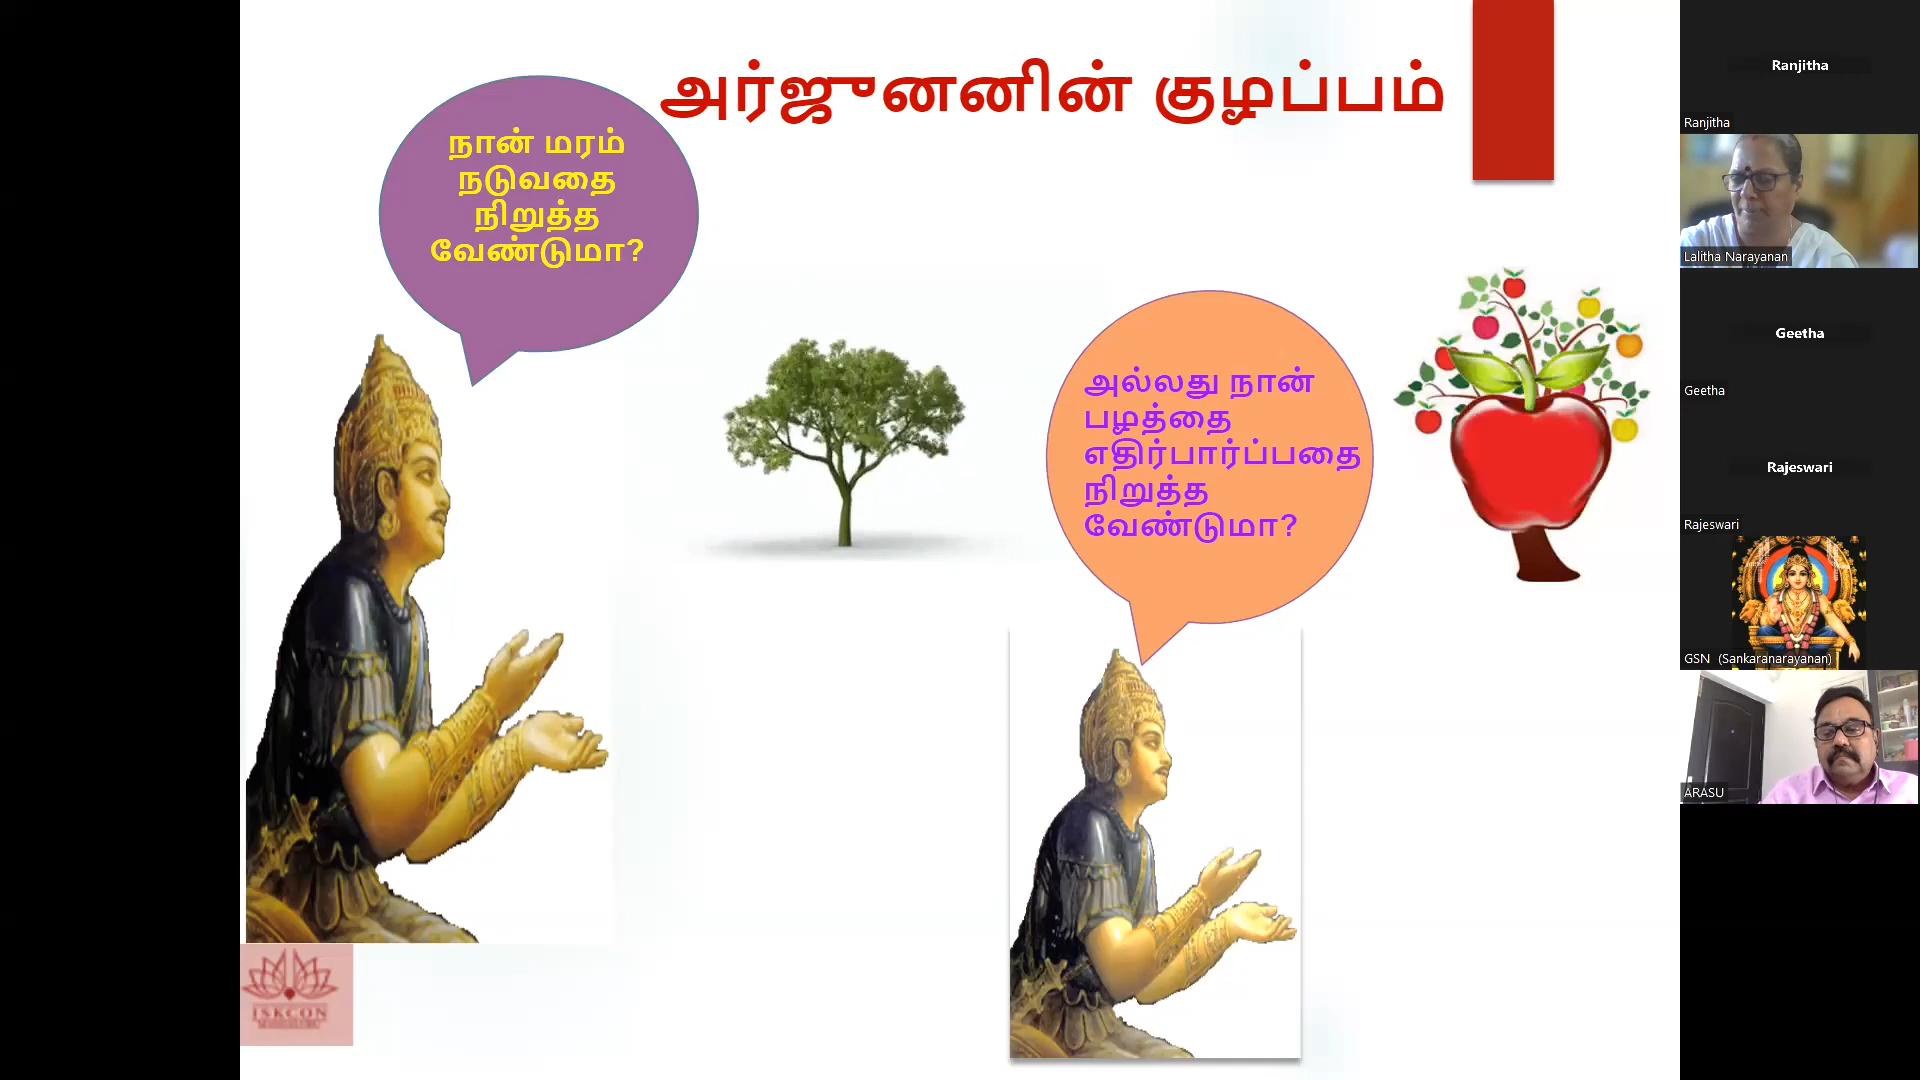 அர்ஜுனனின் குழப்பம்
நான் மரம்
நடுவதை
நிறுத்த
வேண்டுமா?
அல்லது நான்
பழத்தை
எதிர்பார்ப்பதை
நிறுத்த
வேண்டுமா?
ISKCON
Ranjitha
Ranjitha
Lalitha Narayanan
Geetha
Geetha
Rajeswari
Rajeswari
GSN (Sankaranarayanan)
ARASU